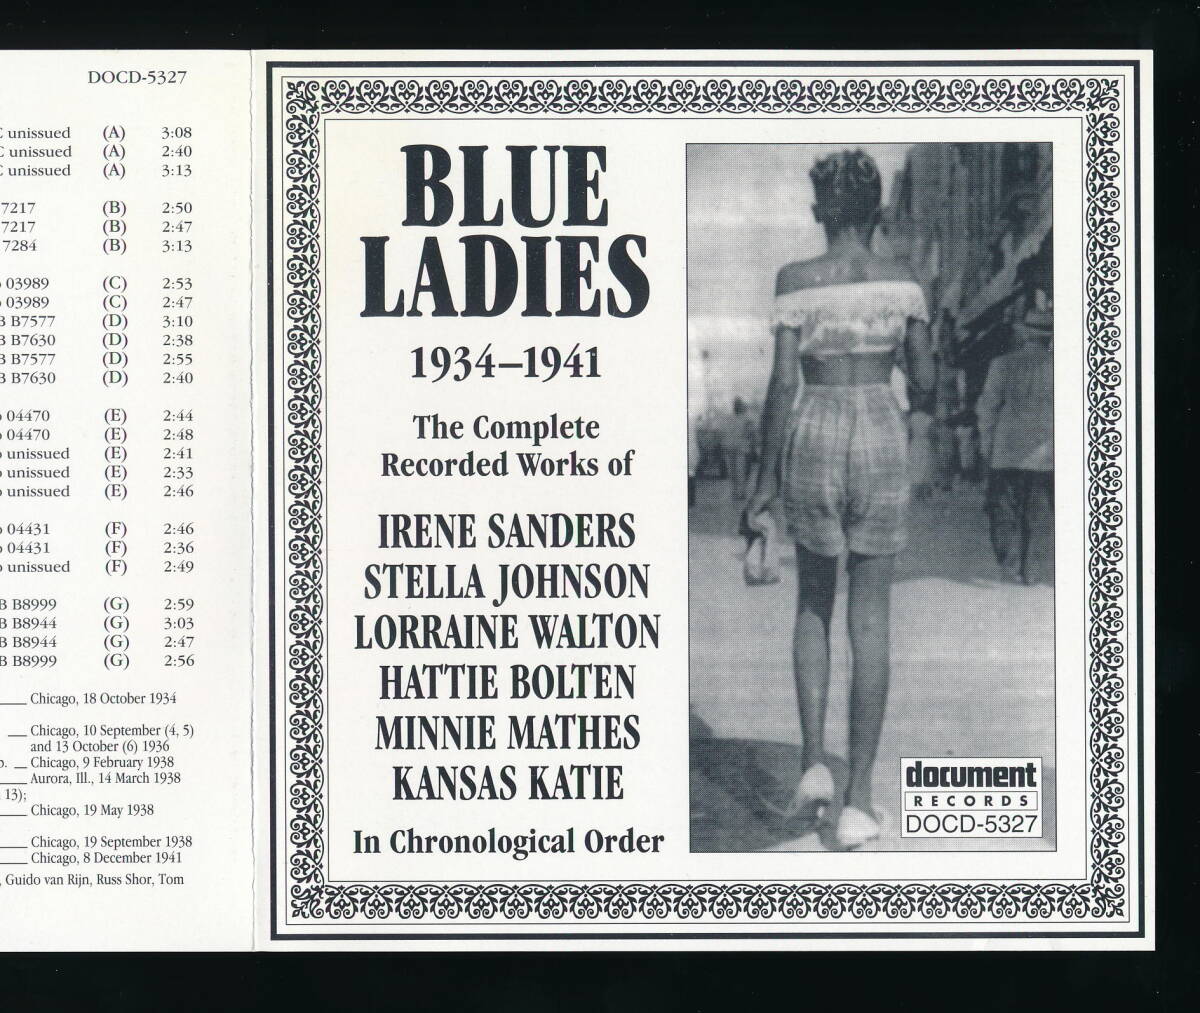 DOCD-5327
C unissued (A) 3:08
C unissued (A) 2:40
C unissued (A) 3:13
7217 (B) 2:50
7217 (B) 2:47
7284 (B) 3:13
03989 (C) 2:53
03989 (C) 2:47
B B7577 (D) 3:10
B B7630 (D) 2:38
B B7577 (D) 2:55
B B7630 (D) 2:40
04470 (E) 2:44
04470 (E) 2:48
unissued (E) 2:41
unissued (E) 2:33
unissued (E) 2:46
04431 (F) 2:46
04431 (F) 2:36
unissued (F) 2:49
B B8999 (G) 2:59
B B8944 (G) 3:03
B B8944 (G) 2:47
B B8999 (G) 2:56
Chicago, 18 October 1934
Chicago, 10 September (4, 5)
and 13 October (6) 1936
Chicago, 9 February 1938
Aurora, Ill., 14 March 1938
13);
Chicago, 19 May 1938
Chicago, 19 September 1938
Chicago, 8 December 1941
, Guido van Rijn, Russ Shor, Tom
BLUE
LADIES
1934–1941
The Complete
Recorded Works of
IRENE SANDERS
STELLA JOHNSON
LORRAINE WALTON
HATTIE BOLTEN
MINNIE MATHES
KANSAS KATIE
In Chronological Order
document
RECORDS
DOCD-5327